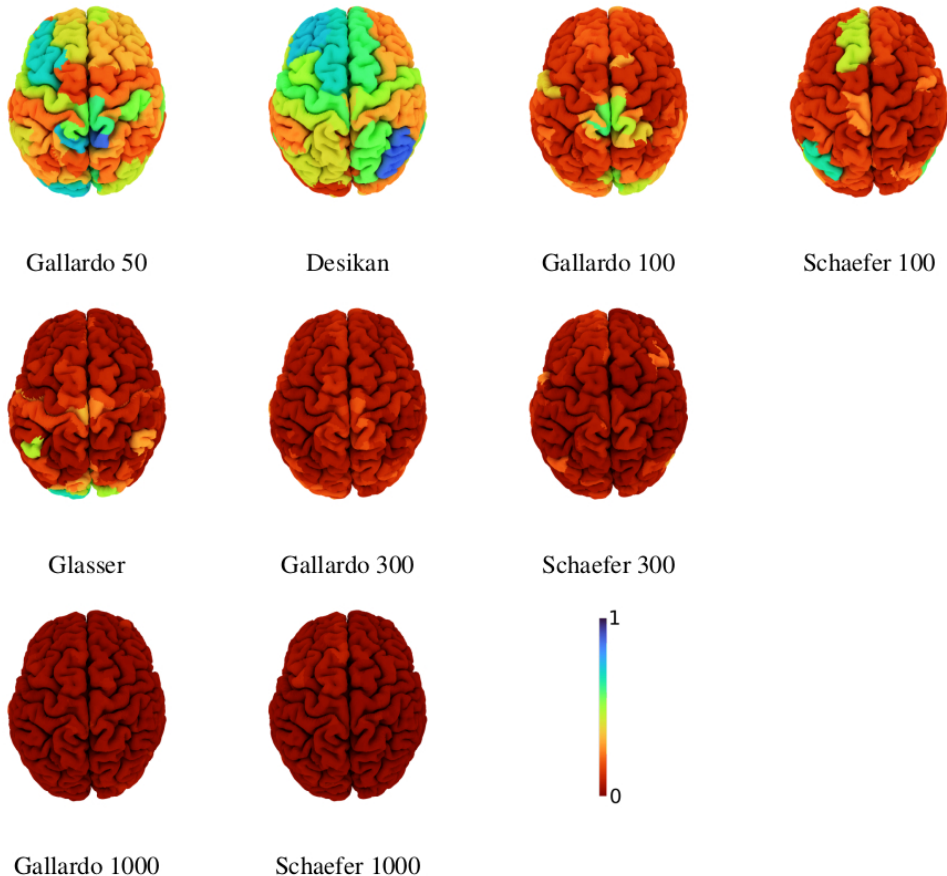 Gallardo 50
Desikan
Gallardo 100
Schaefer 100
Glasser
Gallardo 300
Schaefer 300
1
0
Gallardo 1000
Schaefer 1000